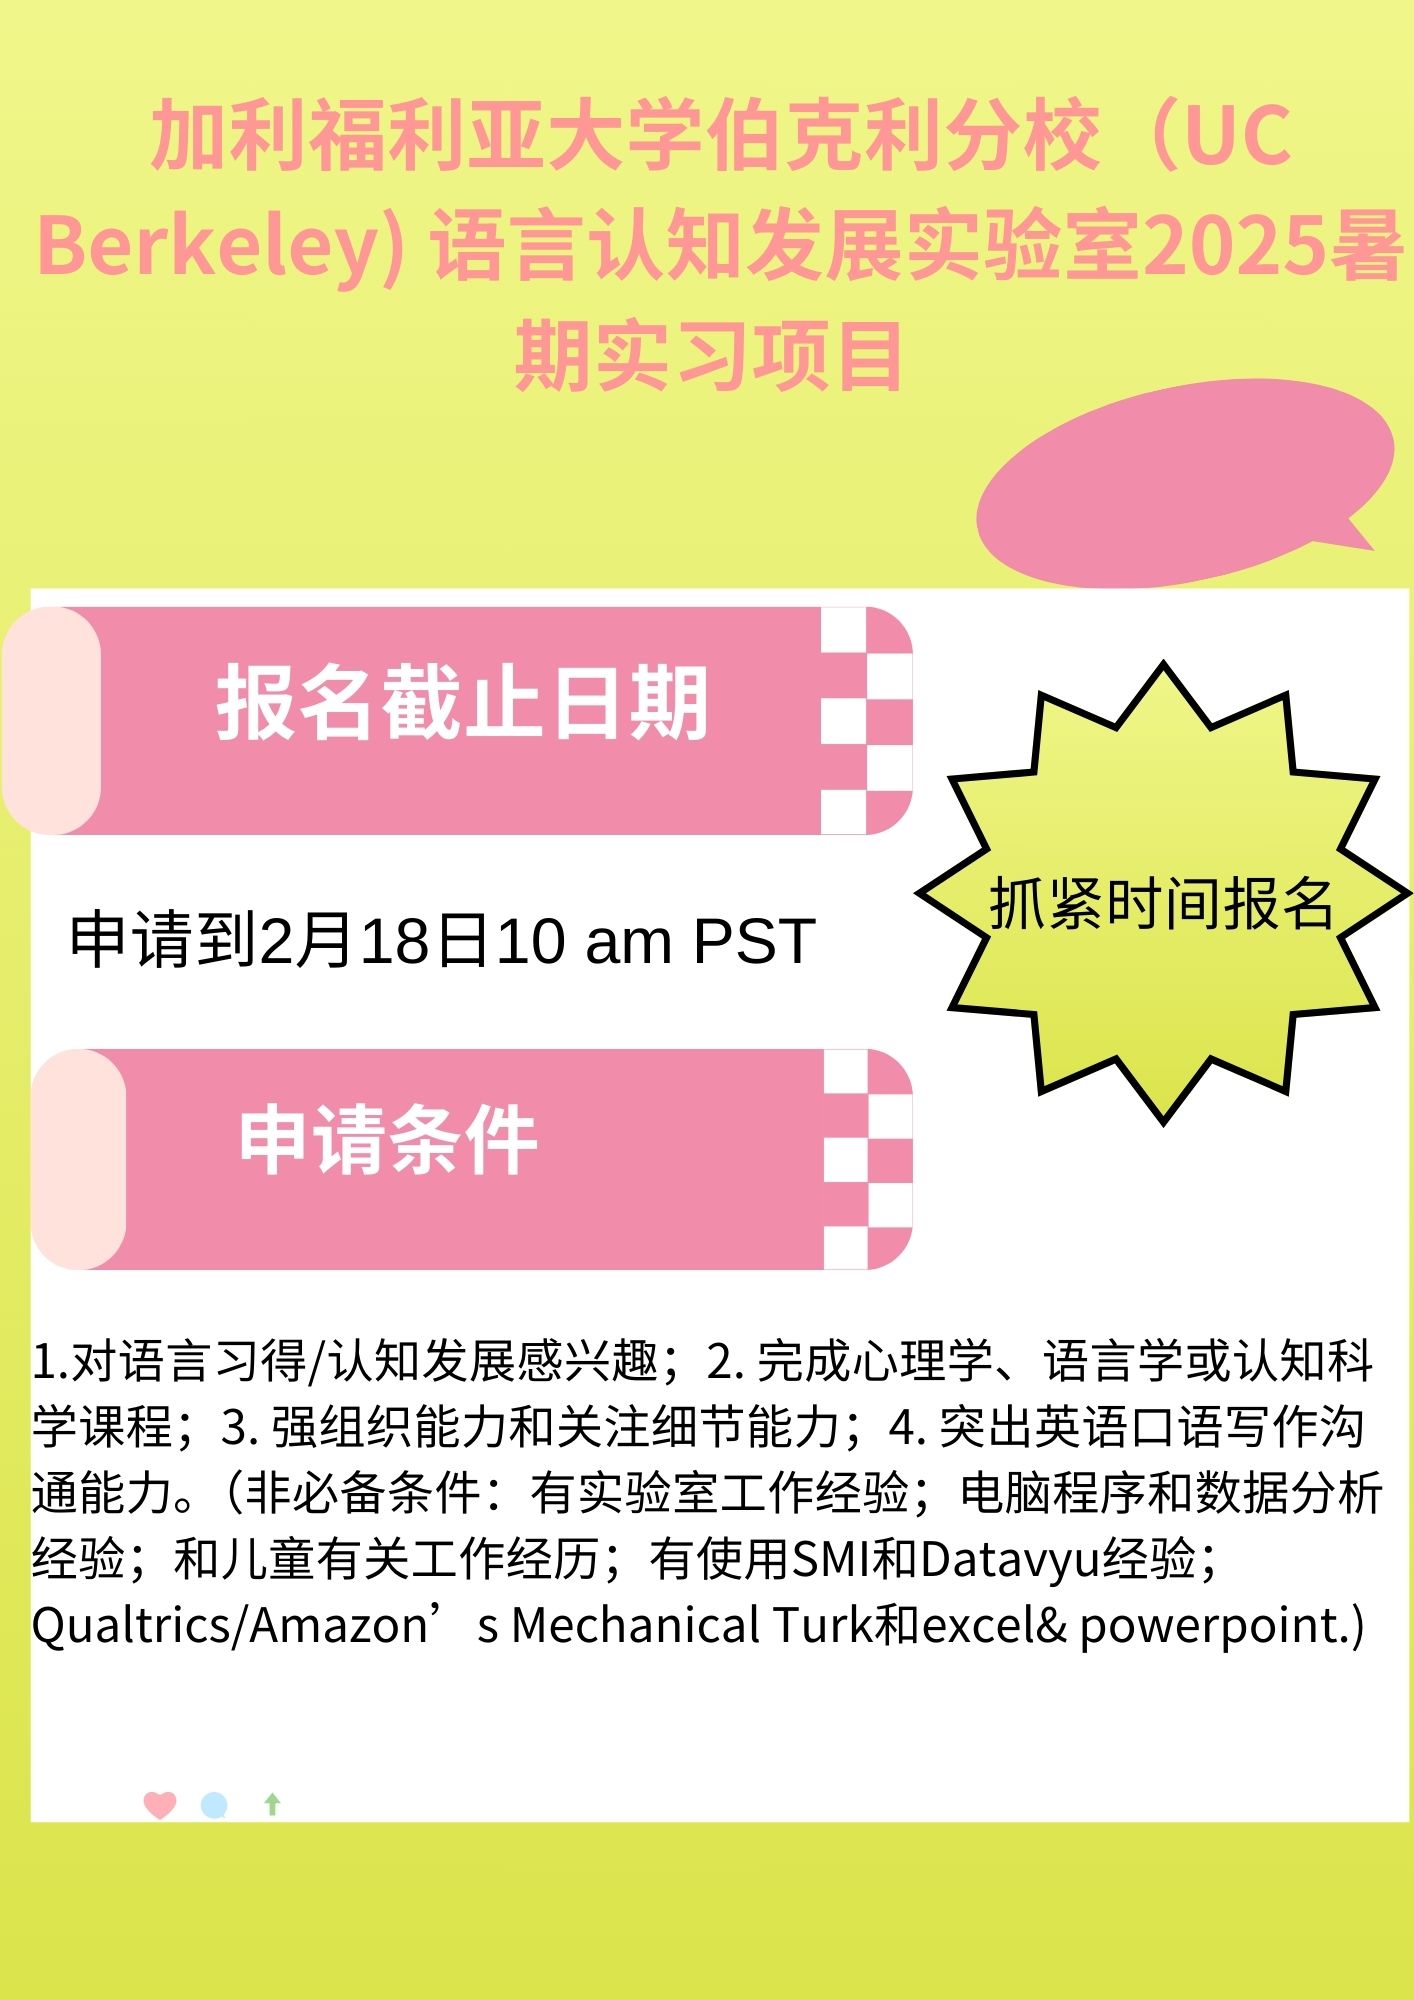 加利福利亚大学伯克利分校（UC
Berkeley) 语言认知发展实验室2025暑
期实习项目
报名截止日期
抓紧时间报名
申请到2月18日10 am PST
申请条件
1.对语言习得/认知发展感兴趣；2. 完成心理学、语言学或认知科
学课程；3. 强组织能力和关注细节能力；4. 突出英语口语写作沟
通能力。（非必备条件：有实验室工作经验；电脑程序和数据分析
经验；和儿童有关工作经历；有使用SMI和Datavyu经验；
Qualtrics/Amazon’s Mechanical Turk和excel& powerpoint.)